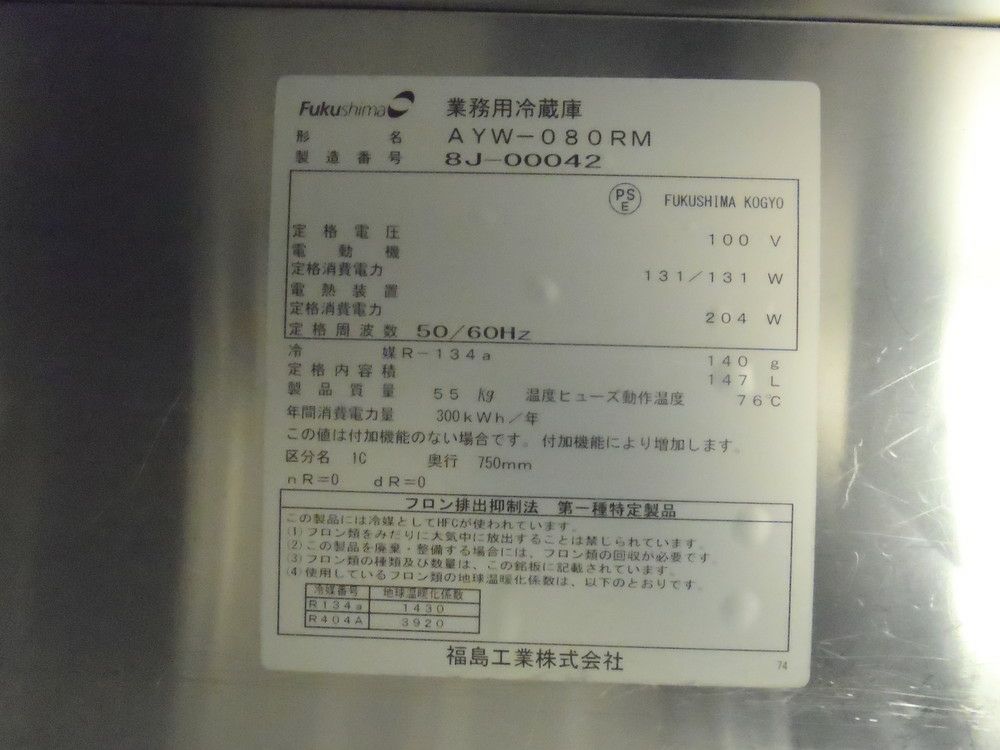 Fukushima 業務用冷蔵庫
形名 AYW-080RM
製造番号 8J-00042
PS E FUKUSHIMA KOGYO
定格電圧 100 V
電動機
定格消費電力 131/131 W
電熱装置
定格消費電力 204 W
定格周波数 50/60Hz
冷媒 R-134a 140 g
定格内容積 147 L
製品質量 55 kg 温度ヒューズ動作温度 76℃
年間消費電力量 300kWh/年
この値は付加機能のない場合です。付加機能により増加します。
区分名 1C 奥行 750mm
nR=0 dR=0
フロン排出抑制法 第一種特定製品
この製品には冷媒としてHFCが使われています。
(1)フロン類をみだりに大気中に放出することは禁じられています。
(2)この製品を廃棄・整備する場合には、フロン類の回収が必要です。
(3)フロン類の種類及び数量は、この銘板に記載されています。
(4)使用しているフロン類の地球温暖化係数は、以下のとおりです。
冷媒番号 地球温暖化係数
R134a 1430
R404A 3920
福島工業株式会社
74